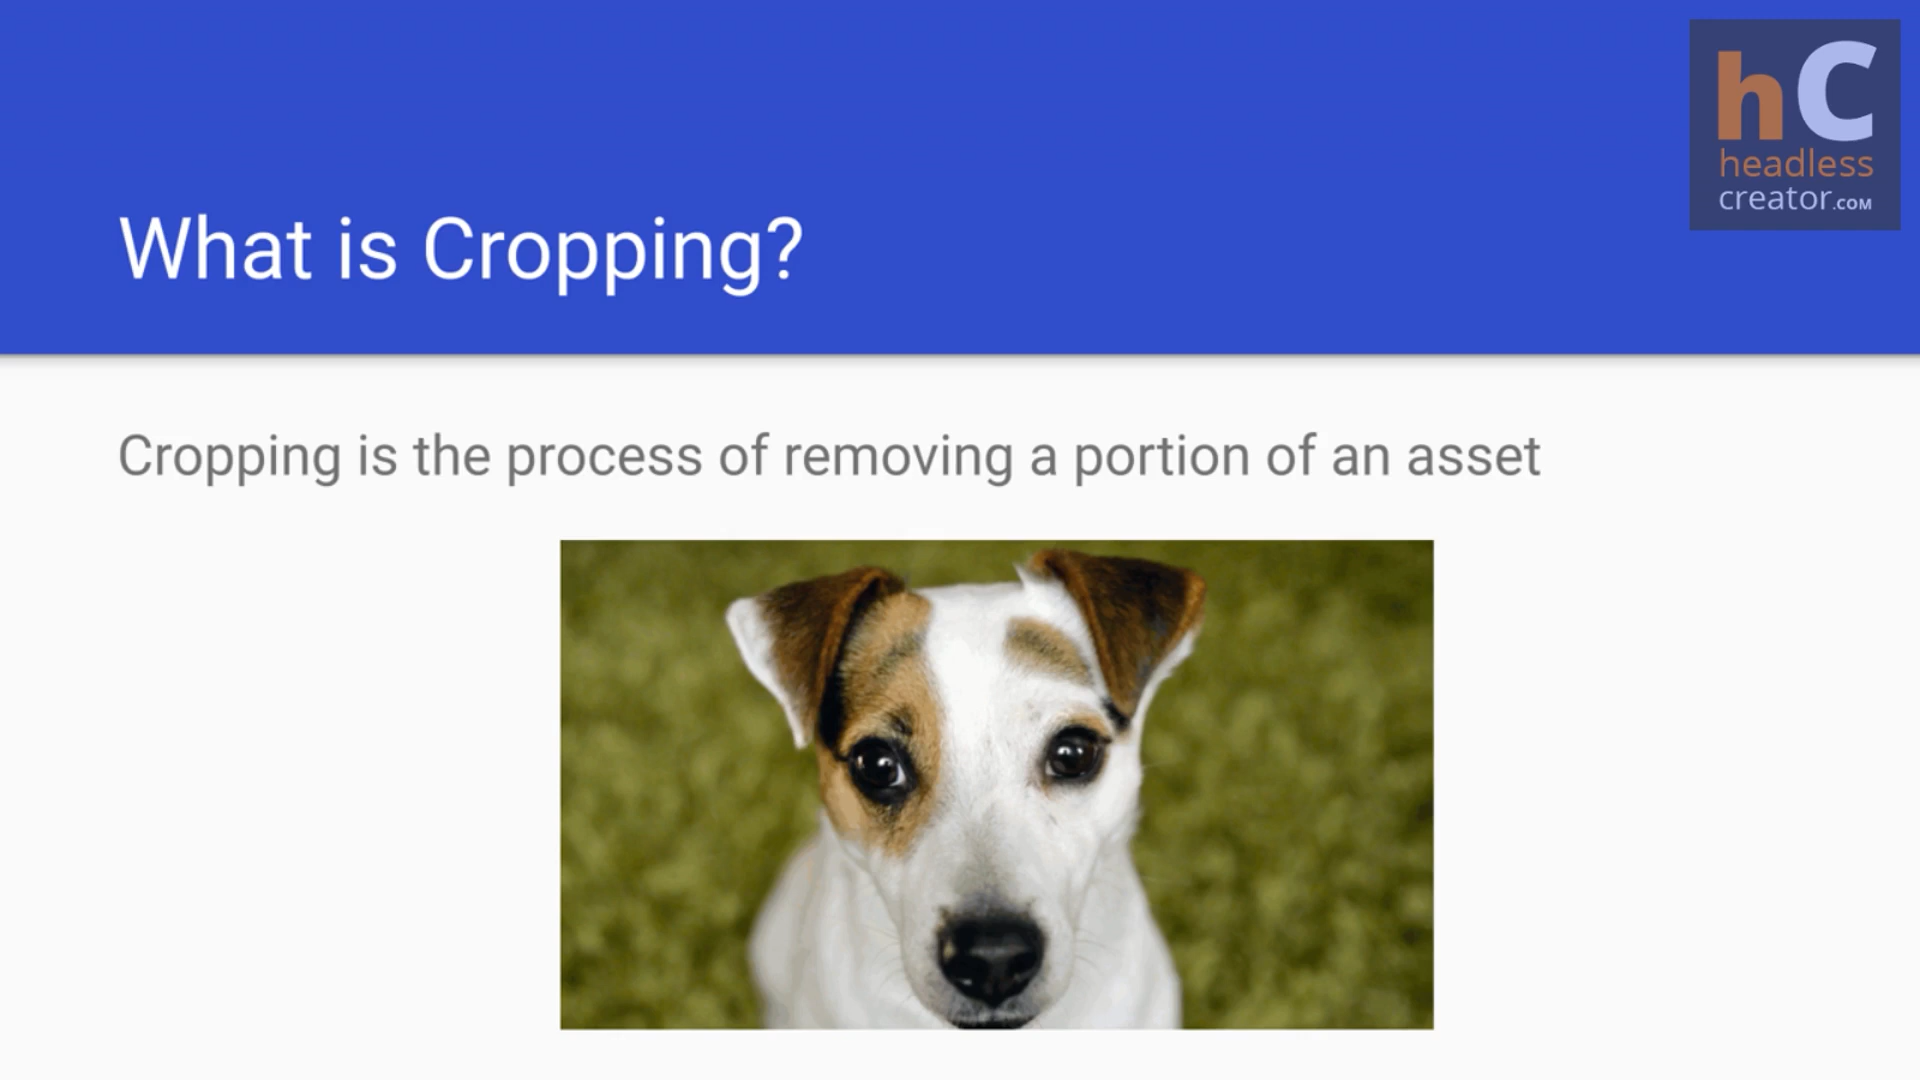 hC
headless
creator.COM
What is Cropping?
Cropping is the process of removing a portion of an asset